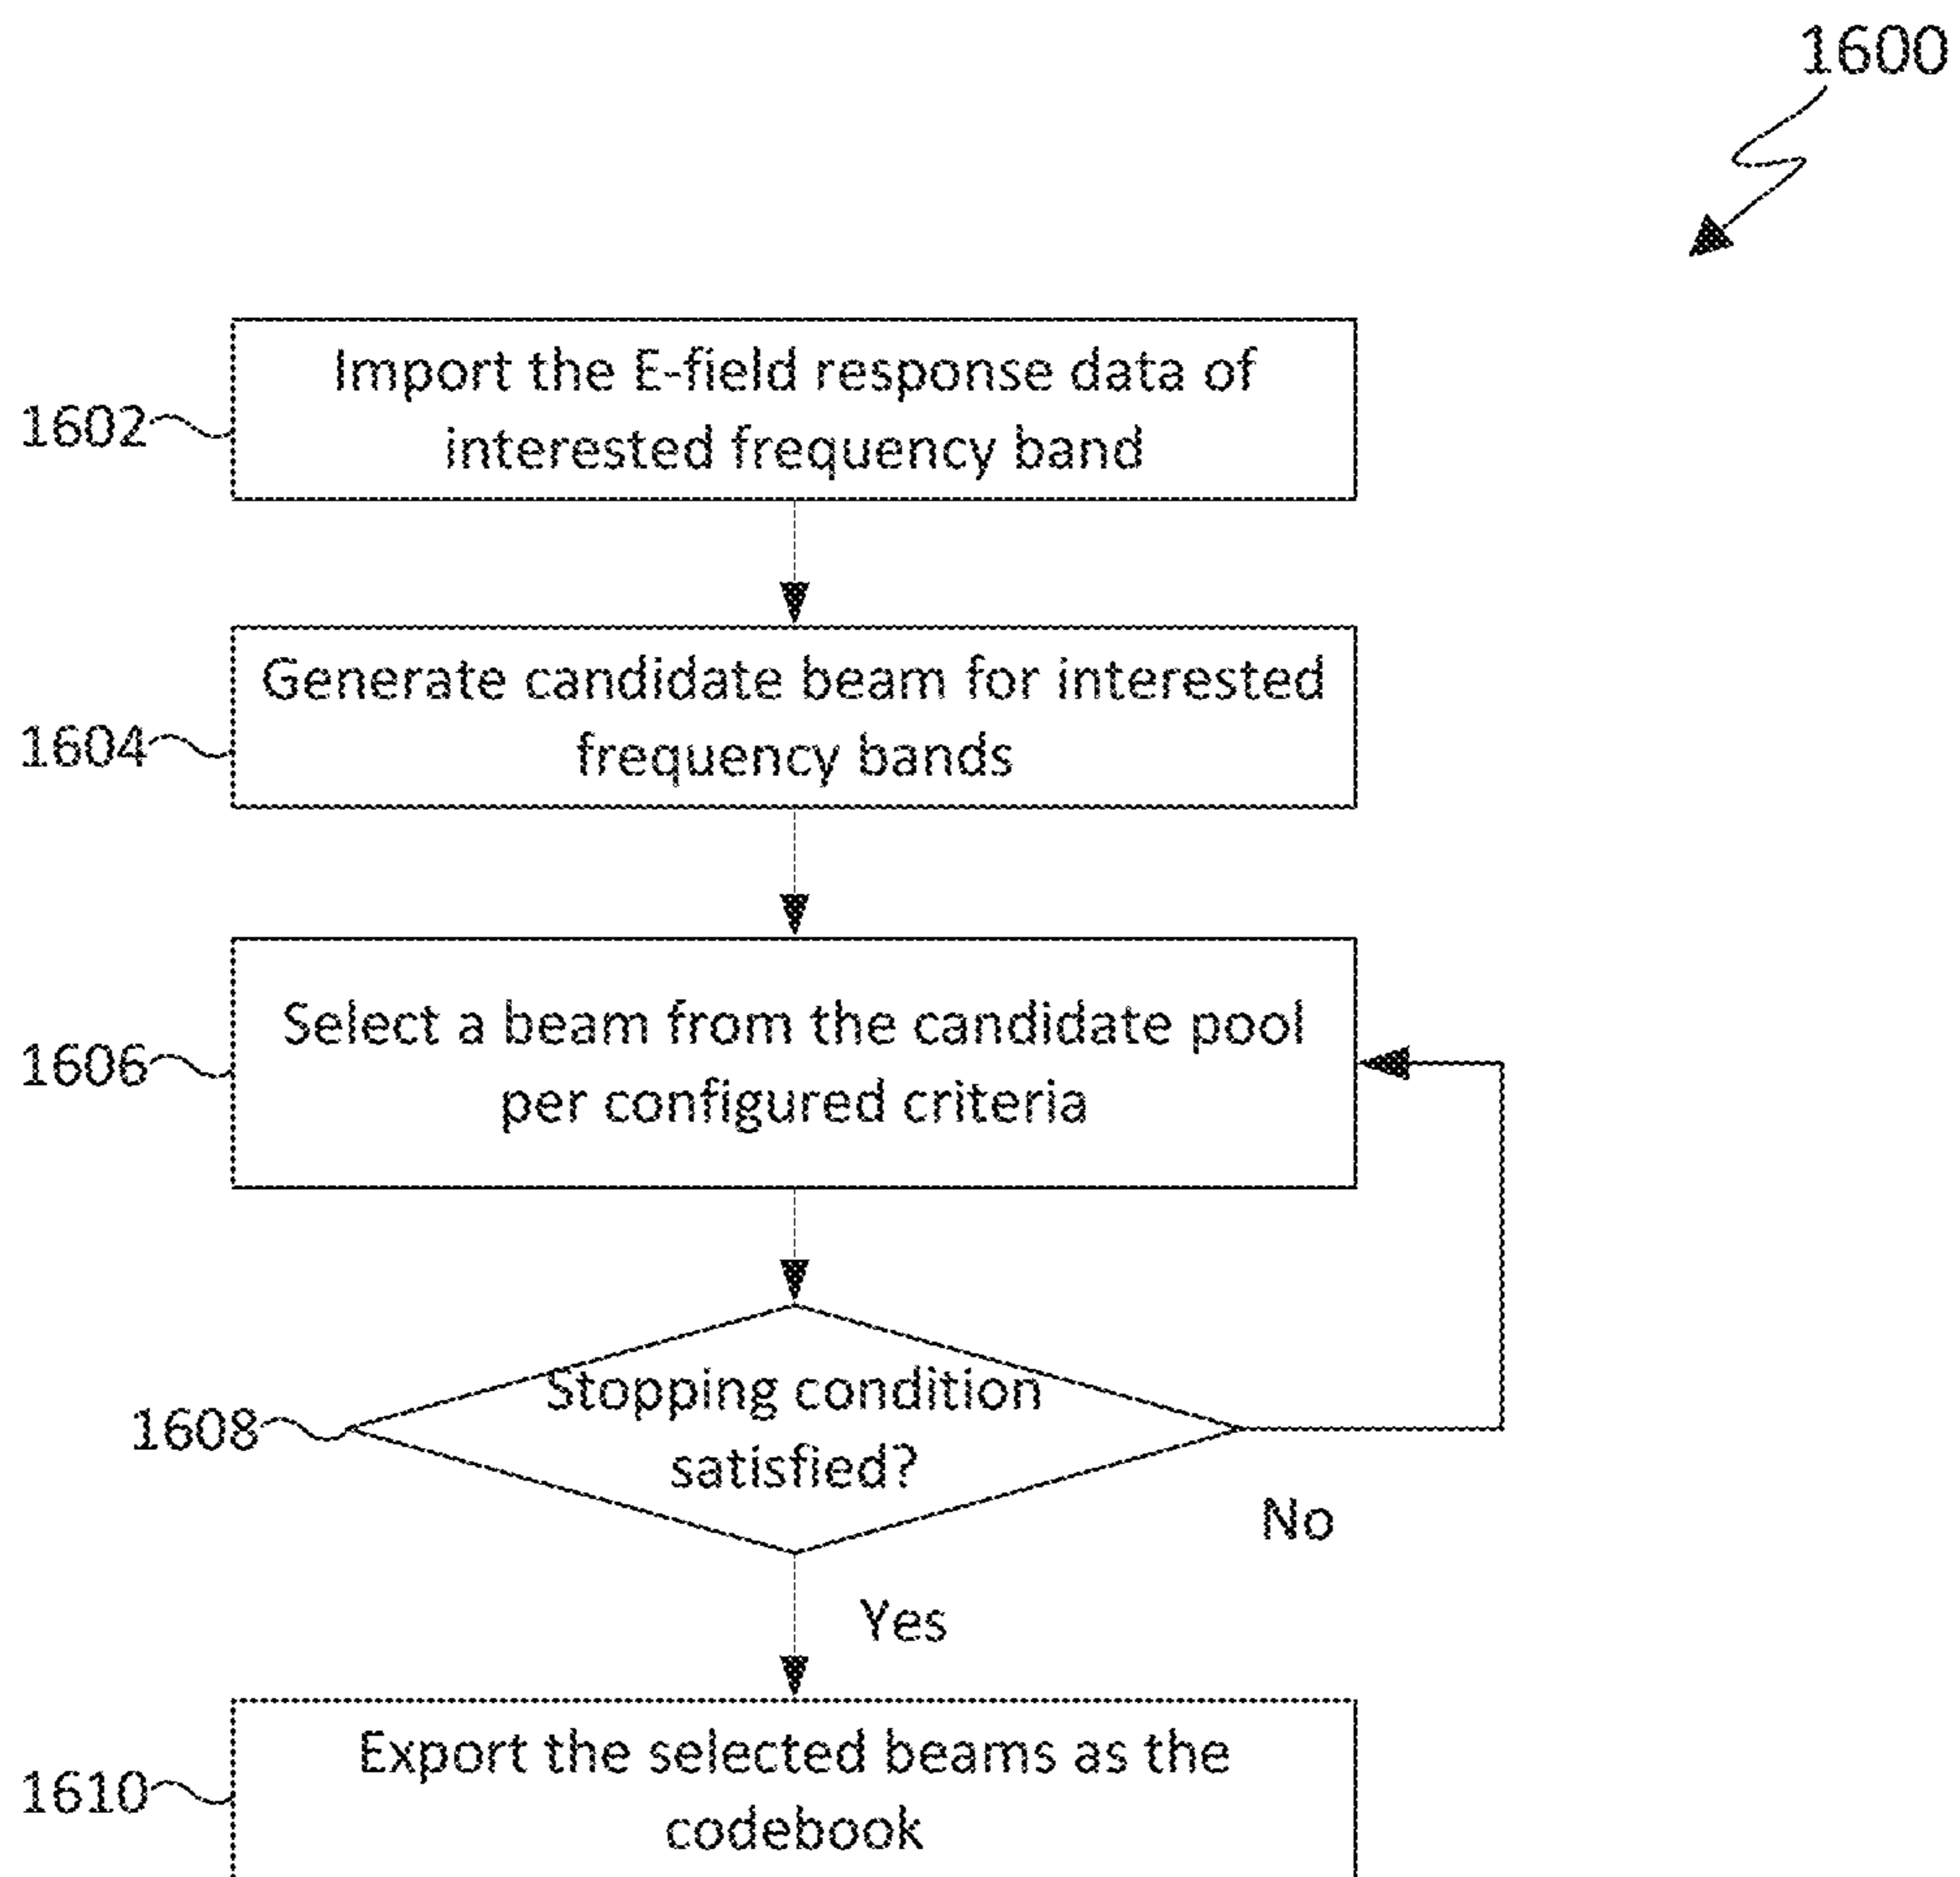 1600
Import the E-field response data of
interested frequency band
1602
Generate candidate beam for interested
frequency bands
1604
Select a beam from the candidate pool
per configured criteria
1606
Stopping condition
satisfied?
1608
No
Yes
Export the selected beams as the
codebook
1610